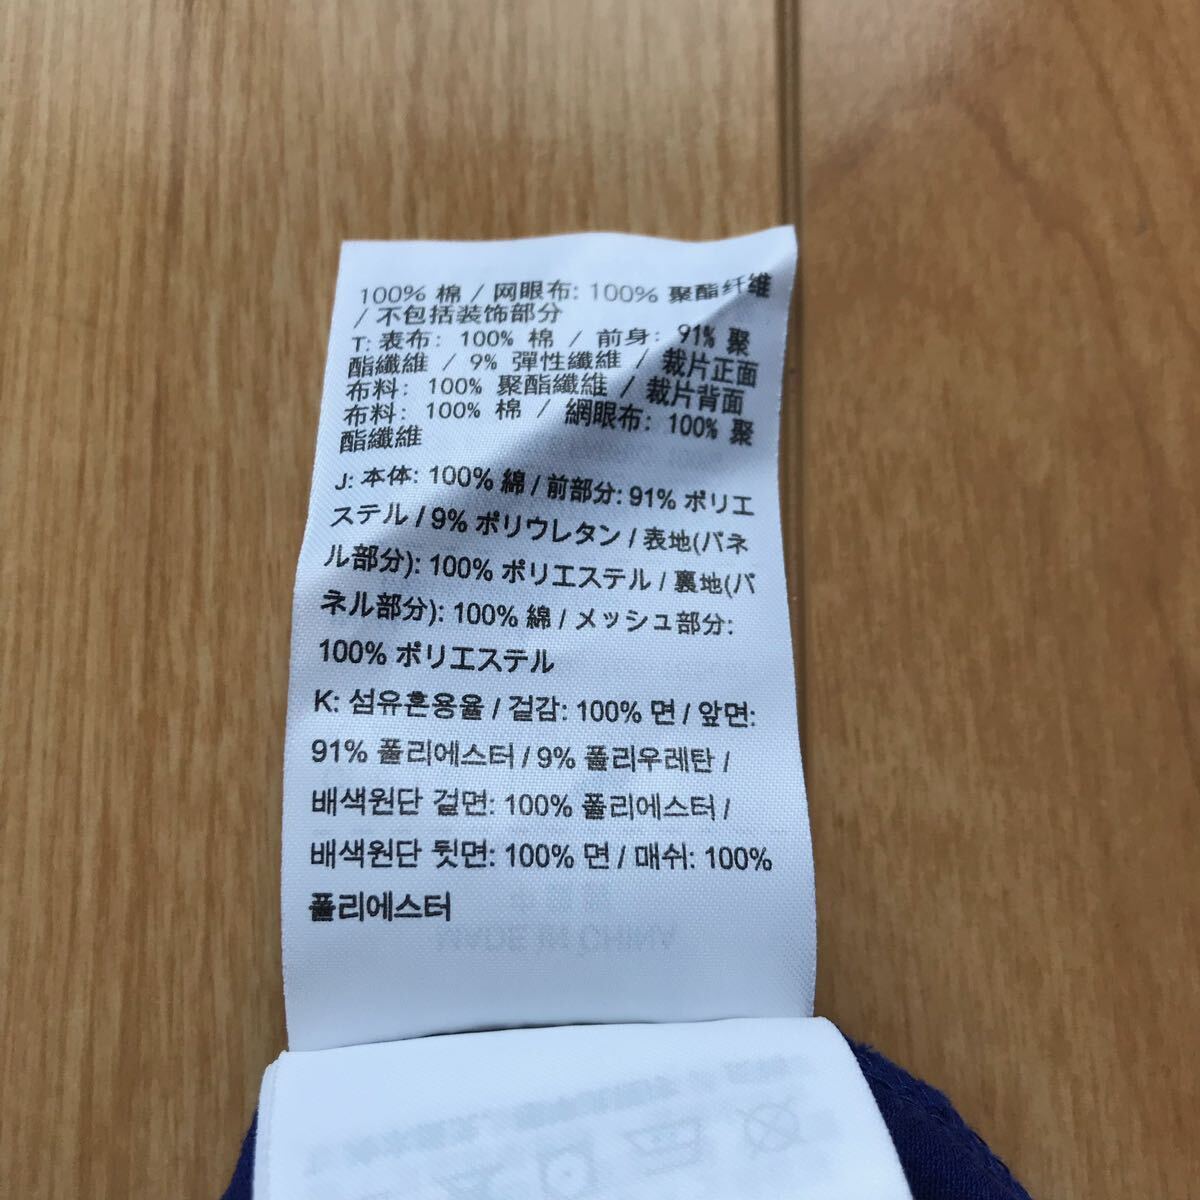 100% 棉 / 网眼布: 100% 聚酯纤维
/ 不包括装饰部分
T: 表布: 100% 棉 / 前身: 91% 聚
酯纖維 / 9% 彈性纖維 / 裁片正面
布料: 100% 聚酯纖維 / 裁片背面
布料: 100% 棉 / 網眼布: 100% 聚
酯纖維
J: 本体: 100% 綿 / 前部分: 91% ポリエ
ステル / 9% ポリウレタン / 表地(パネ
ル部分): 100% ポリエステル / 裏地(パ
ネル部分): 100% 綿 / メッシュ部分:
100% ポリエステル
K: 섬유혼용율 / 겉감: 100% 면 / 앞면:
91% 폴리에스터 / 9% 폴리우레탄 /
배색원단 겉면: 100% 폴리에스터 /
배색원단 뒷면: 100% 면 / 매쉬: 100%
폴리에스터
MADE IN CHINA